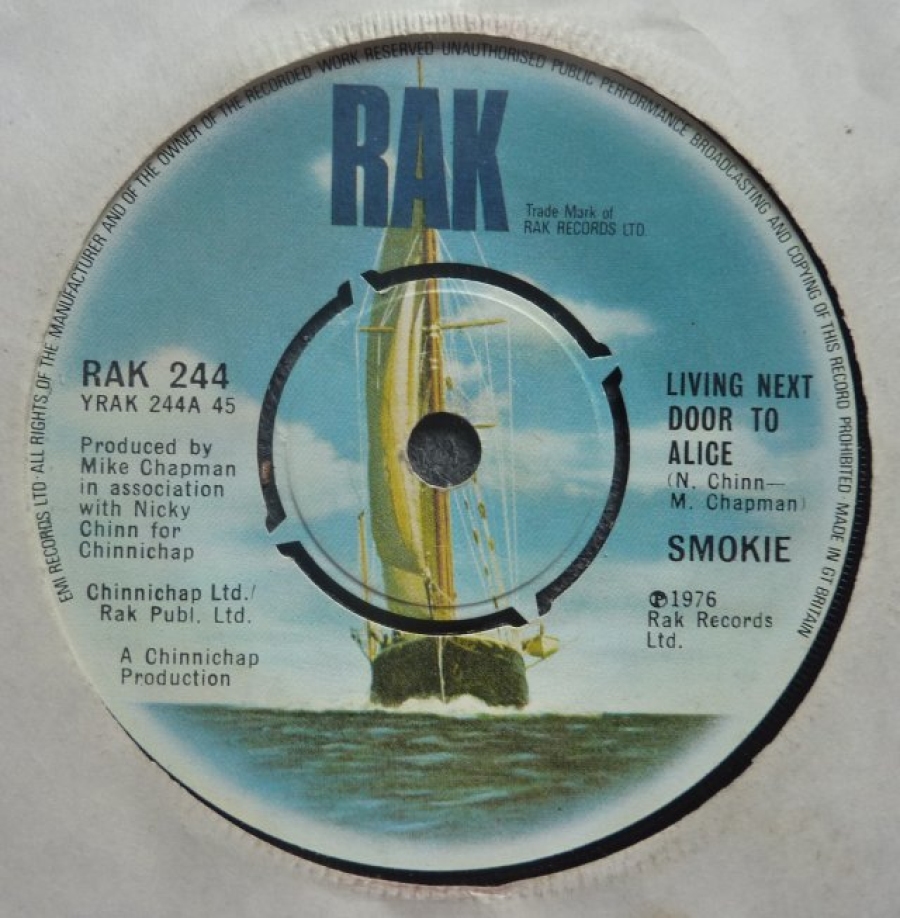 EMI RECORDS LTD · ALL RIGHTS OF THE MANUFACTURER AND OF THE OWNER OF THE RECORDED WORK RESERVED UNAUTHORISED PUBLIC PERFORMANCE BROADCASTING AND COPYING OF THIS RECORD PROHIBITED · MADE IN GT BRITAIN
RAK
Trade Mark of
RAK RECORDS LTD.
RAK 244
YRAK 244A 45
Produced by
Mike Chapman
in association
with Nicky
Chinn for
Chinnichap
Chinnichap Ltd./
Rak Publ. Ltd.
A Chinnichap
Production
LIVING NEXT
DOOR TO
ALICE
(N. Chinn—
M. Chapman)
SMOKIE
℗1976
Rak Records
Ltd.